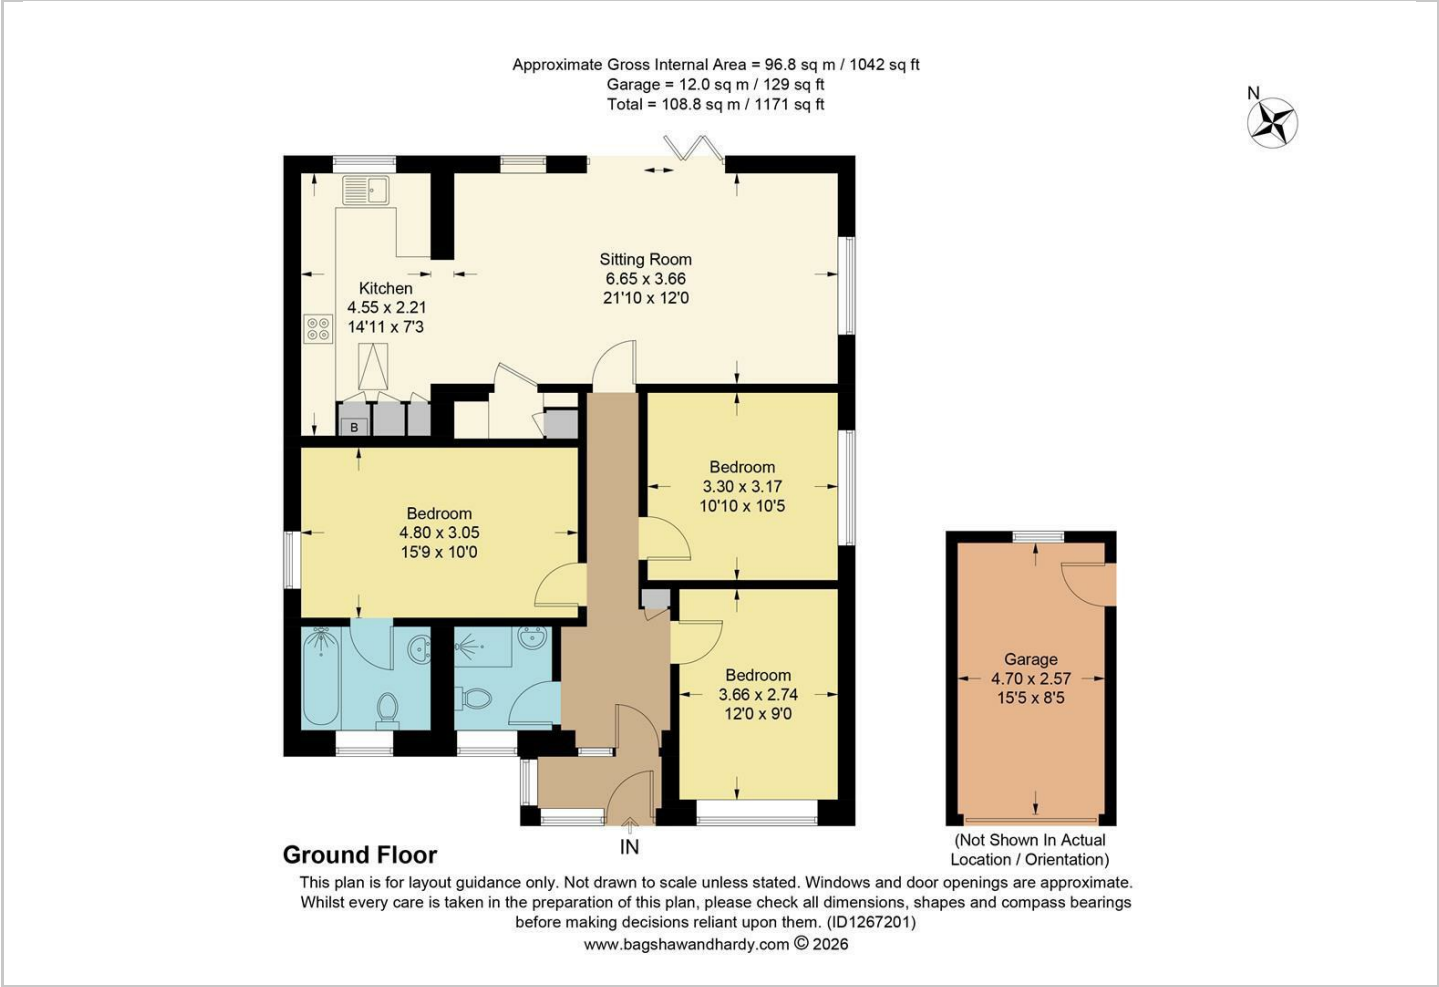 Approximate Gross Internal Area = 96.8 sq m / 1042 sq ft
Garage = 12.0 sq m / 129 sq ft
Total = 108.8 sq m / 1171 sq ft
N
Sitting Room
6.65 x 3.66
21'10 x 12'0
Kitchen
4.55 x 2.21
14'11 x 7'3
B
Bedroom
3.30 x 3.17
10'10 x 10'5
Bedroom
4.80 x 3.05
15'9 x 10'0
Bedroom
3.66 x 2.74
12'0 x 9'0
Garage
4.70 x 2.57
15'5 x 8'5
(Not Shown In Actual
Location / Orientation)
IN
Ground Floor
This plan is for layout guidance only. Not drawn to scale unless stated. Windows and door openings are approximate.
Whilst every care is taken in the preparation of this plan, please check all dimensions, shapes and compass bearings
before making decisions reliant upon them. (ID1267201)
www.bagshawandhardy.com © 2026